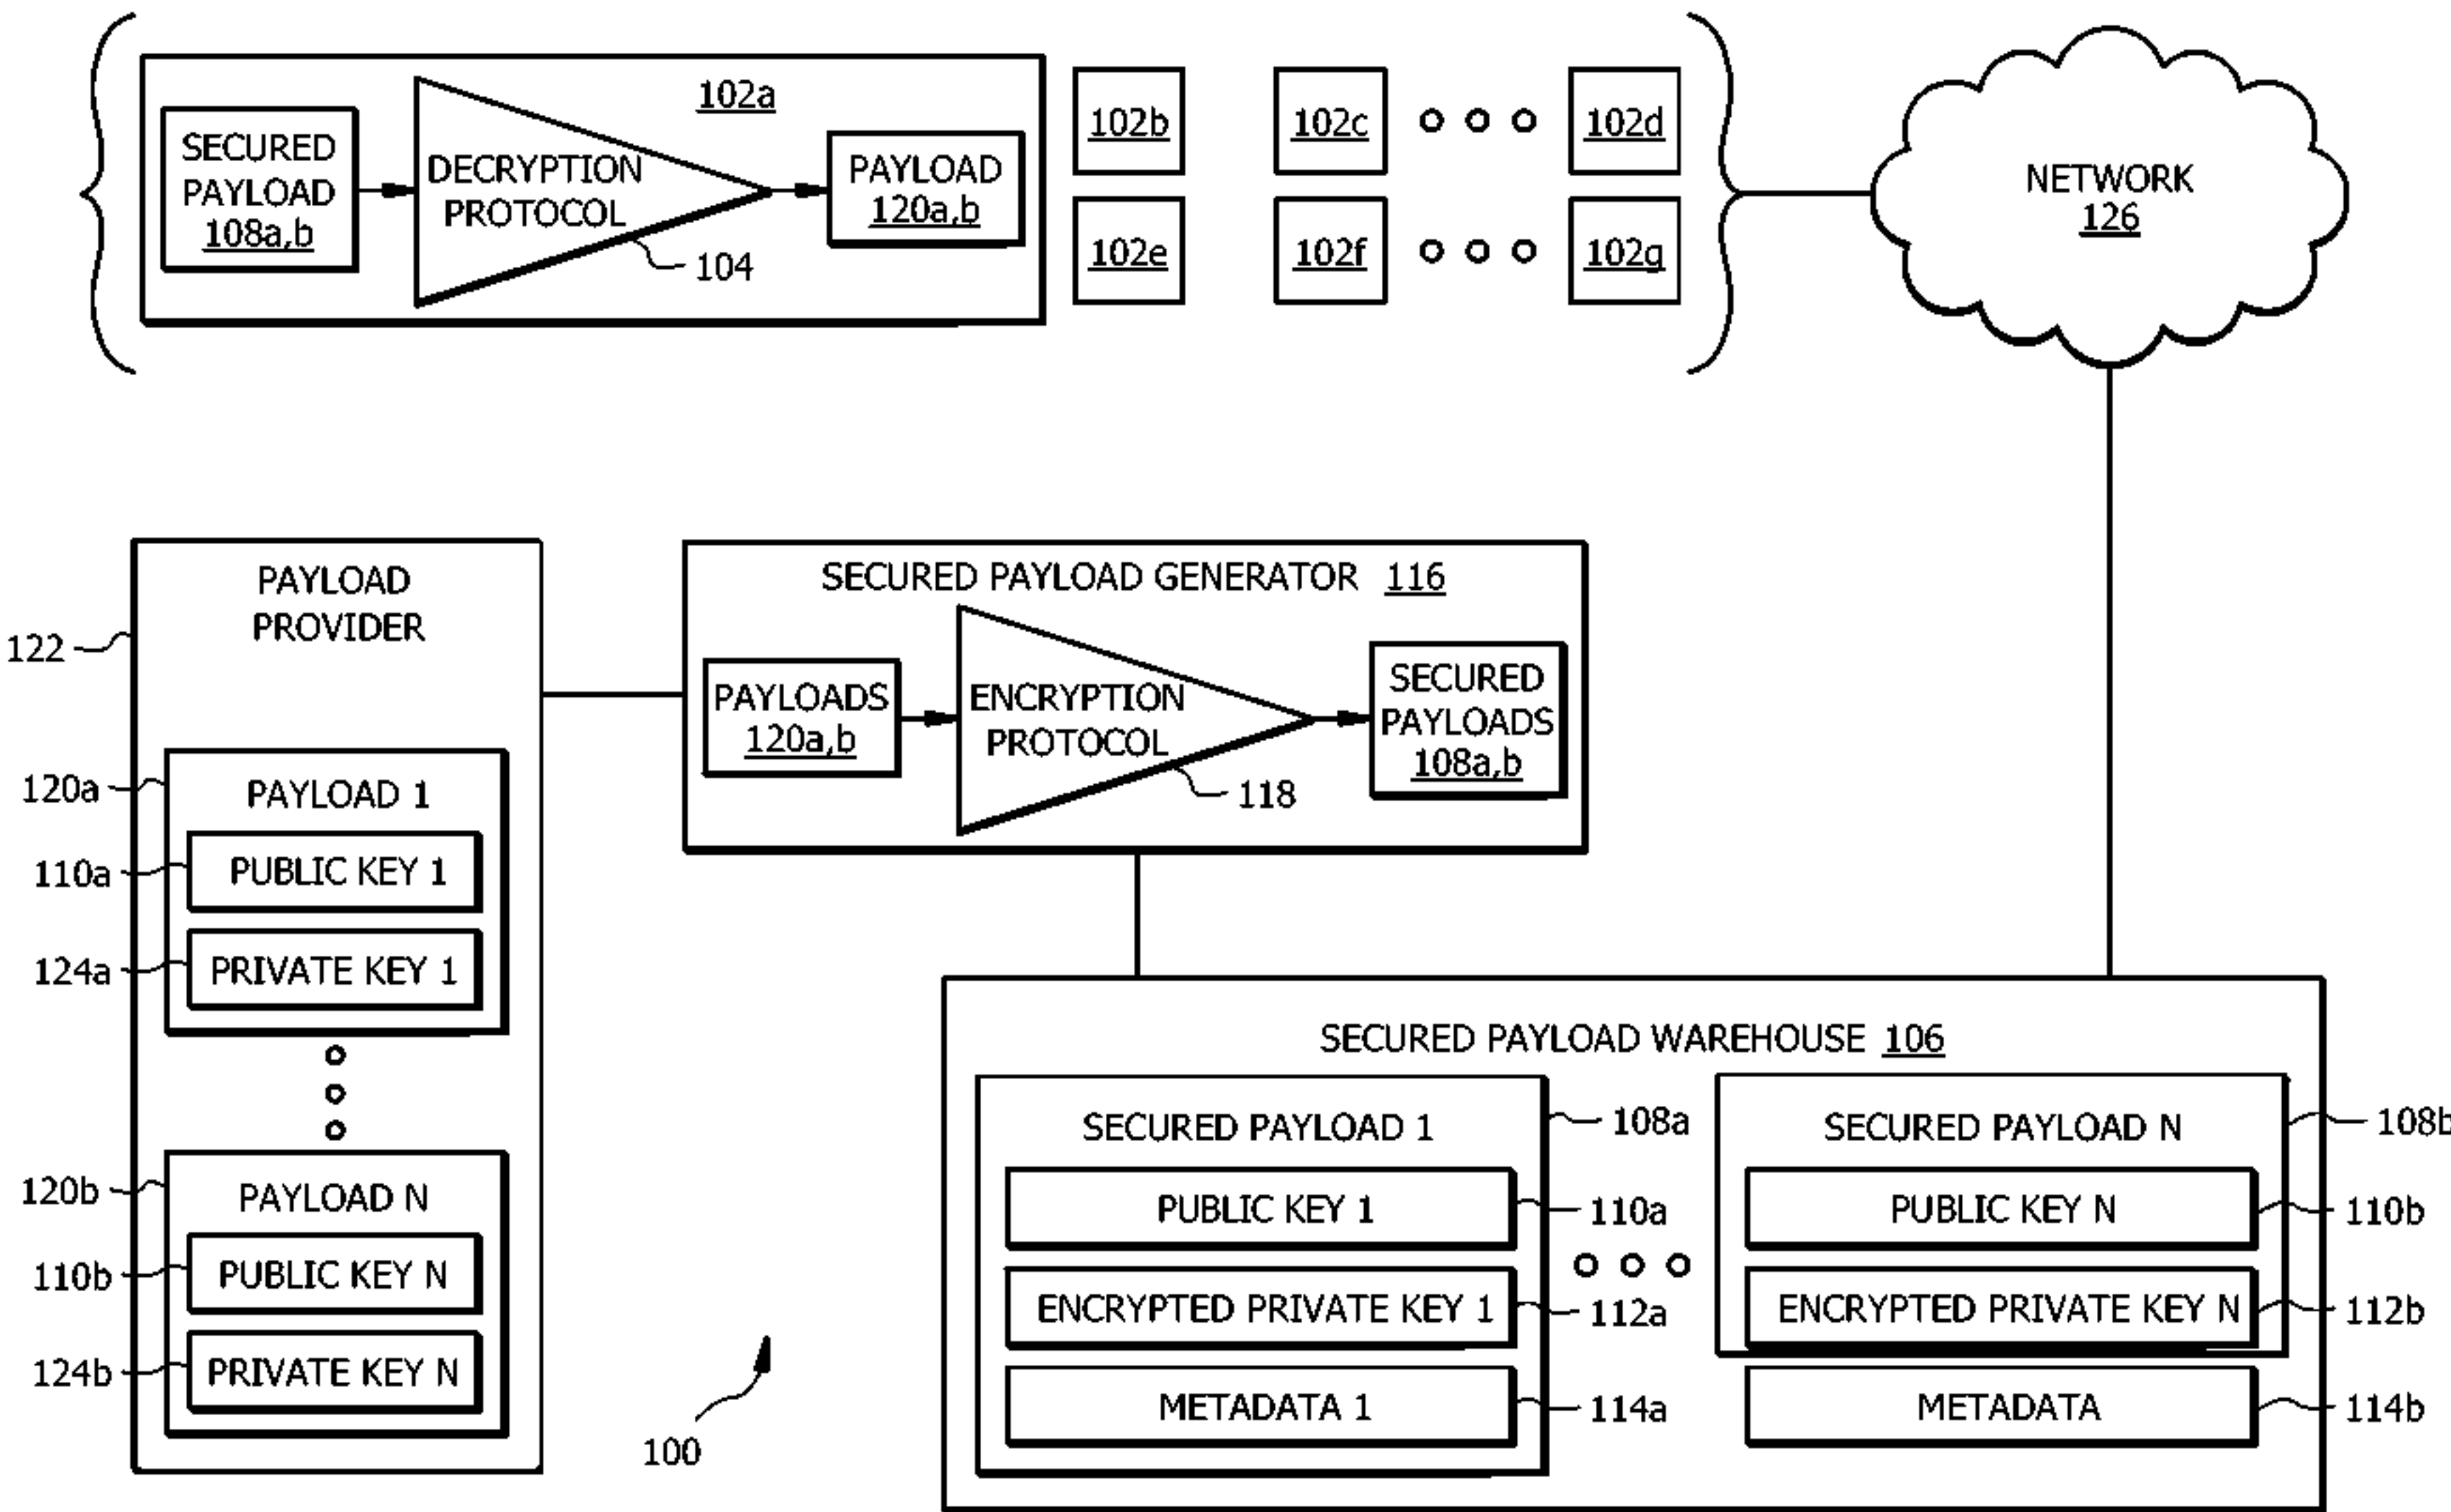 102a
SECURED
PAYLOAD
108a,b
DECRYPTION
PROTOCOL
104
PAYLOAD
120a,b
102b
102c
102d
102e
102f
102g
NETWORK
126
122
PAYLOAD
PROVIDER
120a
PAYLOAD 1
110a
PUBLIC KEY 1
124a
PRIVATE KEY 1
120b
PAYLOAD N
110b
PUBLIC KEY N
124b
PRIVATE KEY N
SECURED PAYLOAD GENERATOR 116
PAYLOADS
120a,b
ENCRYPTION
PROTOCOL
118
SECURED
PAYLOADS
108a,b
100
SECURED PAYLOAD WAREHOUSE 106
SECURED PAYLOAD 1
108a
PUBLIC KEY 1
110a
ENCRYPTED PRIVATE KEY 1
112a
METADATA 1
114a
SECURED PAYLOAD N
108b
PUBLIC KEY N
110b
ENCRYPTED PRIVATE KEY N
112b
METADATA
114b